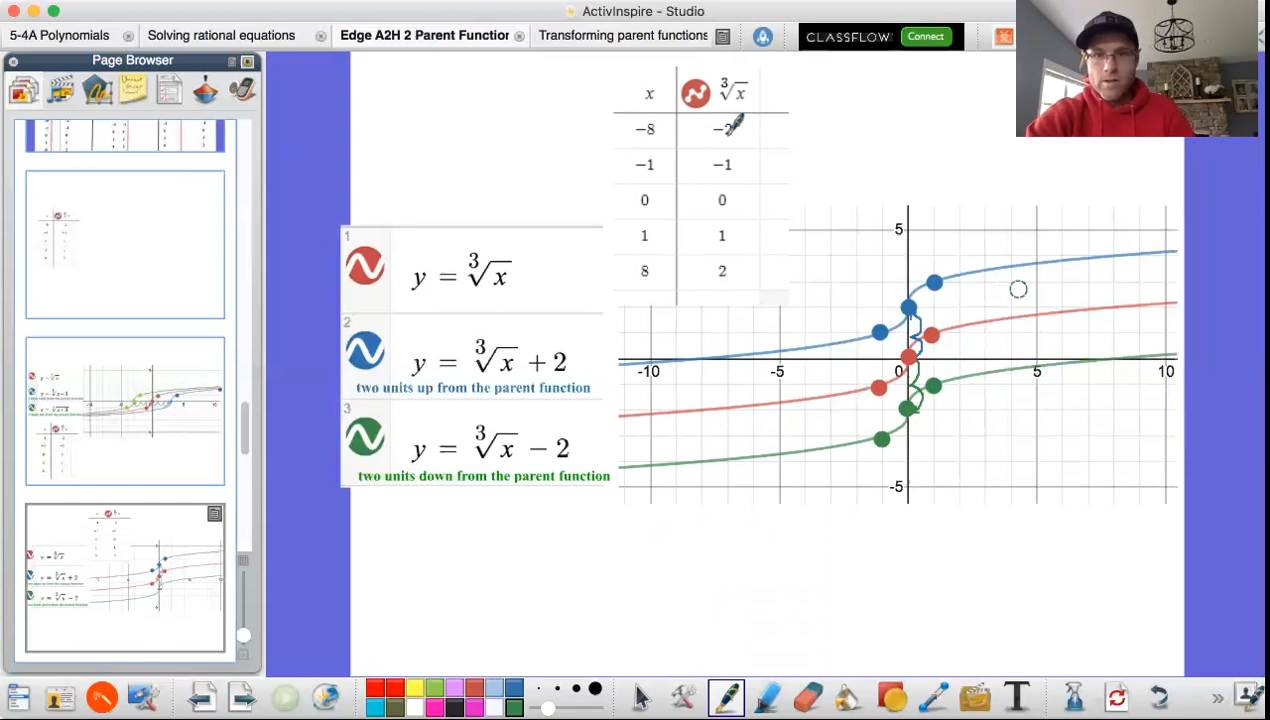 ActivInspire - Studio
5-4A Polynomials
Solving rational equations
Edge A2H 2 Parent Function
Transforming parent functions
CLASSFLOW
Connect
Page Browser
x ∛x
−8 −2
−1 −1
0 0
1 1
8 2
1
y = ∛x
2
y = ∛x + 2
two units up from the parent function
3
y = ∛x − 2
two units down from the parent function
5
-10 -5 0 5 10
-5
T